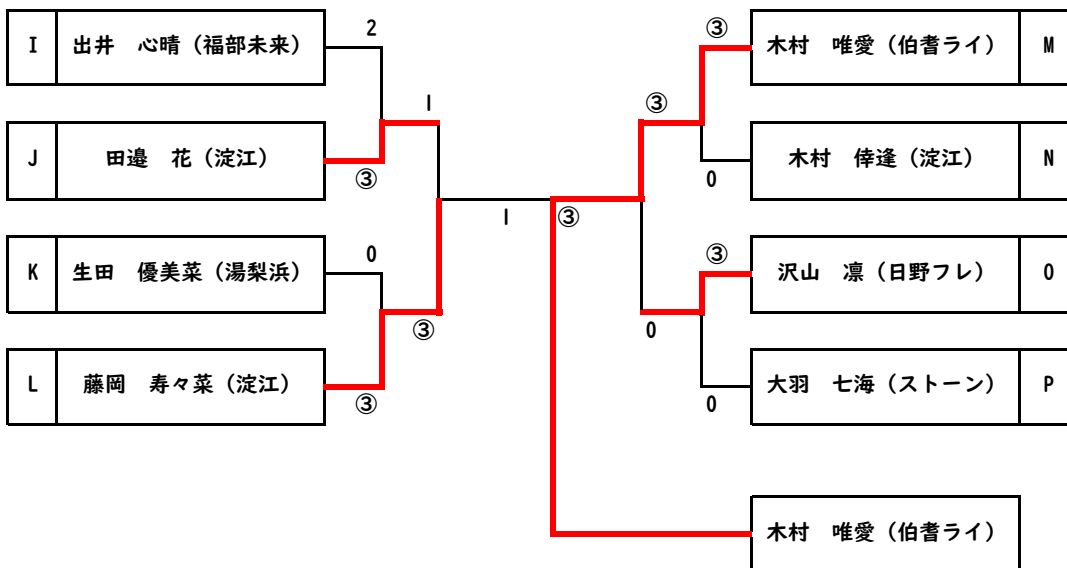 I 出井　心晴（福部未来） 2
J 田邉　花（淀江） ③
1
K 生田　優美菜（湯梨浜） 0
L 藤岡　寿々菜（淀江） ③
③
1
③
③ 木村　唯愛（伯耆ライ） M
③
0 木村　倖逢（淀江） N
③ 沢山　凛（日野フレ） O
0
0 大羽　七海（ストーン） P
木村　唯愛（伯耆ライ）